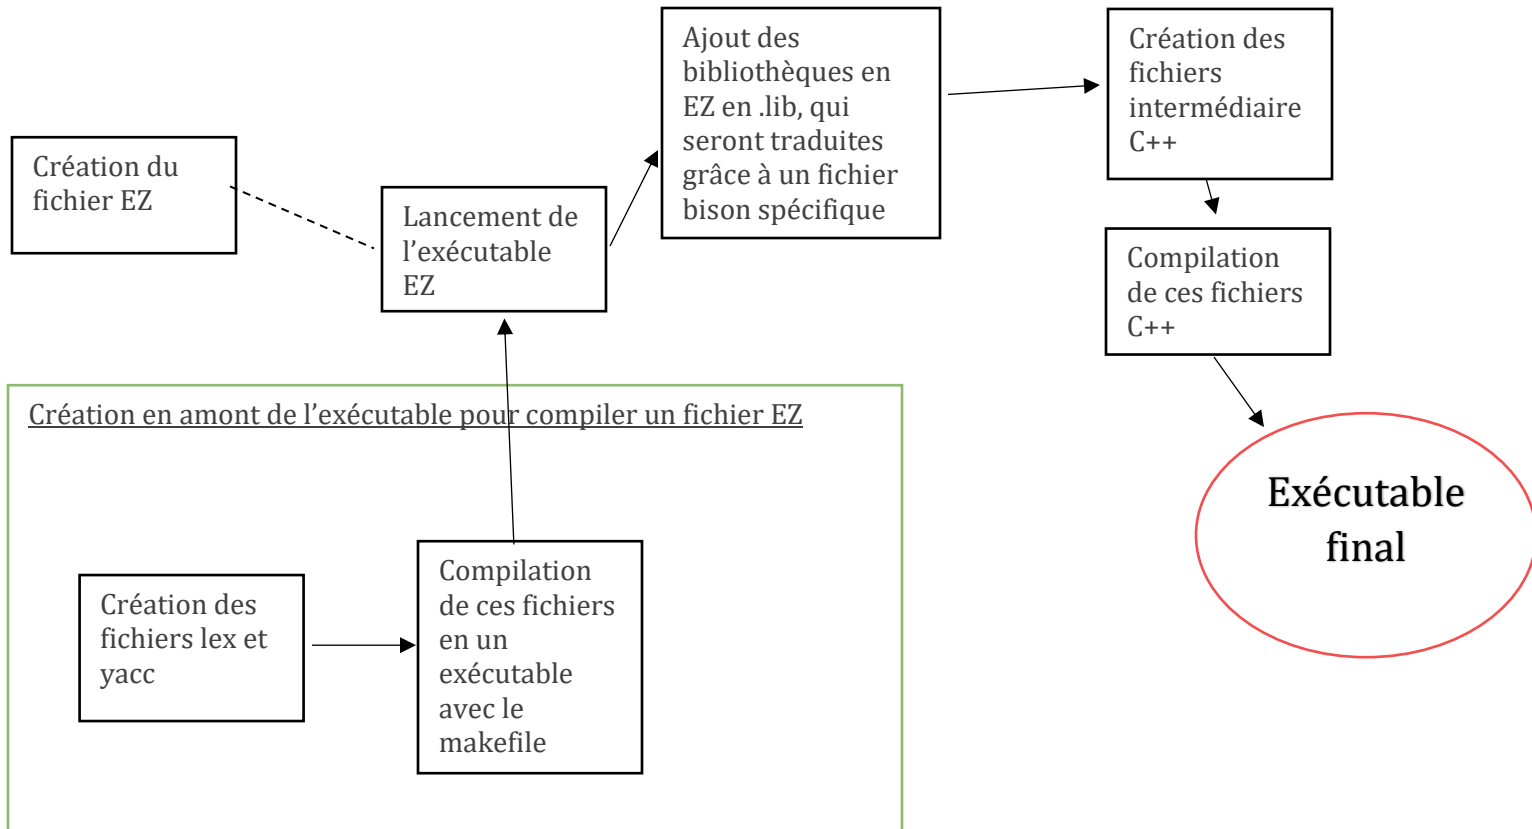 Création du
fichier EZ
Lancement de
l’exécutable
EZ
Ajout des
bibliothèques en
EZ en .lib, qui
seront traduites
grâce à un fichier
bison spécifique
Création des
fichiers
intermédiaire
C++
Compilation
de ces fichiers
C++
Exécutable
final
Création en amont de l’exécutable pour compiler un fichier EZ
Création des
fichiers lex et
yacc
Compilation
de ces fichiers
en un
exécutable
avec le
makefile